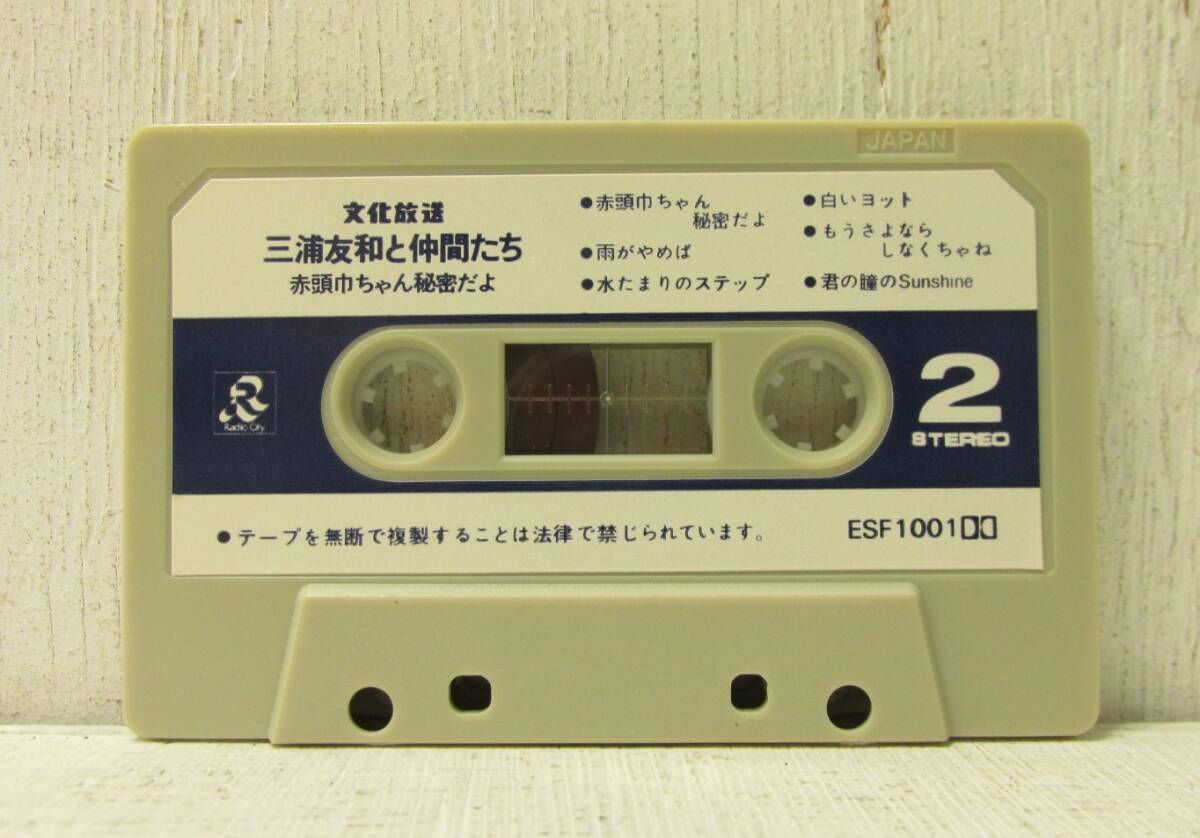 JAPAN
文化放送
三浦友和と仲間たち
赤頭巾ちゃん秘密だよ
●赤頭巾ちゃん
秘密だよ
●雨がやめば
●水たまりのステップ
●白いヨット
●もうさよなら
しなくちゃね
●君の瞳のSunshine
R
Radio City
2
STEREO
●テープを無断で複製することは法律で禁じられています。
ESF1001